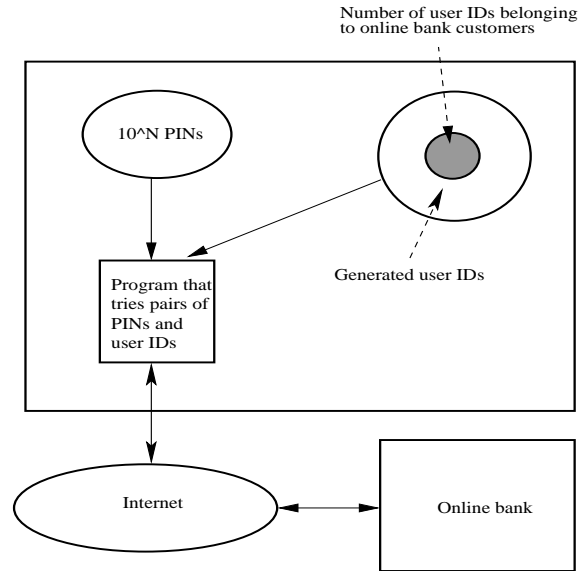 Number of user IDs belonging
to online bank customers
10^N PINs
Generated user IDs
Program that
tries pairs of
PINs and
user IDs
Internet
Online bank